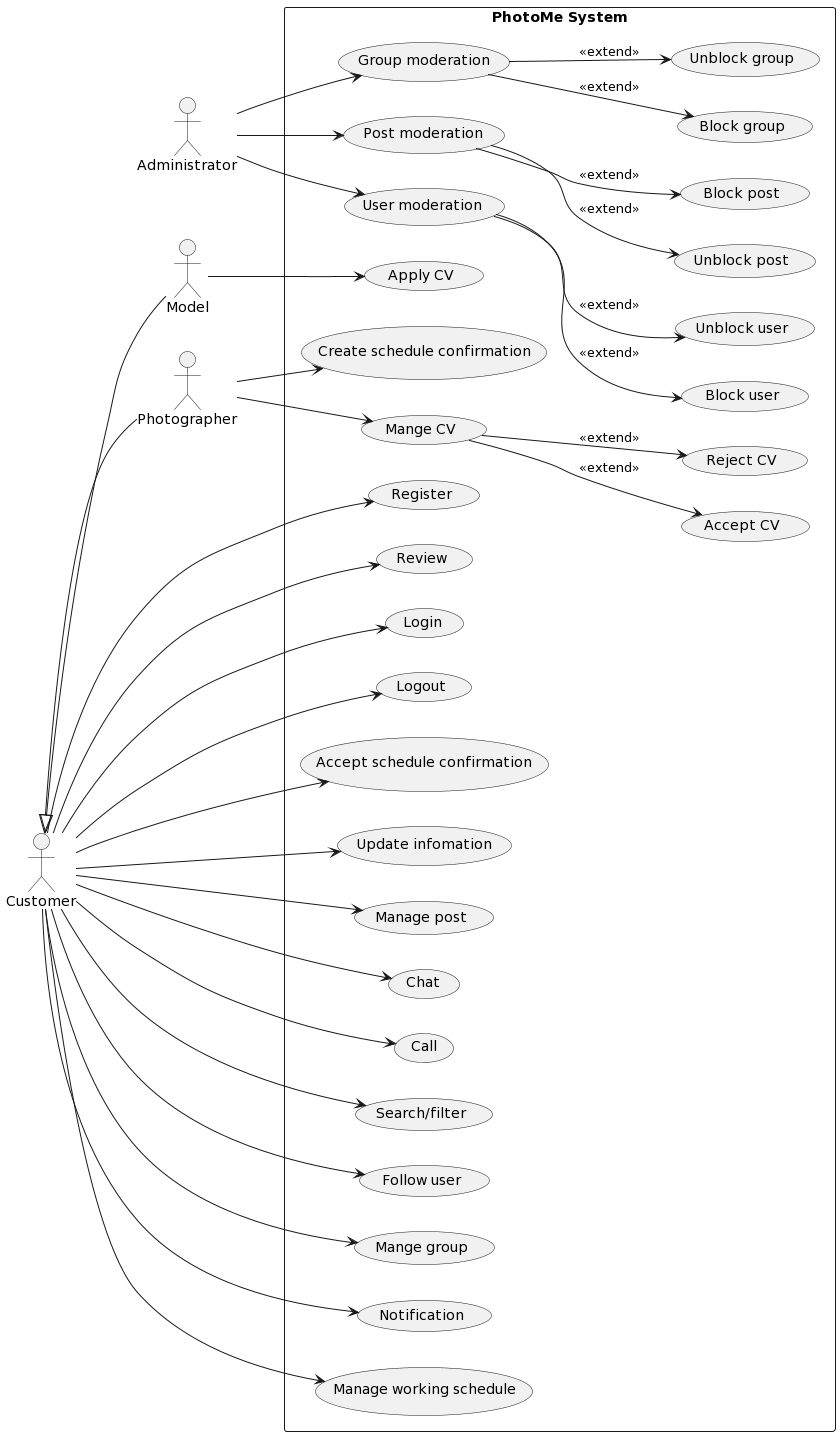 PhotoMe System
Group moderation
«extend»
Unblock group
«extend»
Block group
Administrator
Post moderation
«extend»
Block post
User moderation
«extend»
Unblock post
Model
Apply CV
«extend»
Unblock user
Photographer
Create schedule confirmation
«extend»
Block user
Mange CV
«extend»
Reject CV
«extend»
Accept CV
Register
Review
Login
Logout
Accept schedule confirmation
Customer
Update infomation
Manage post
Chat
Call
Search/filter
Follow user
Mange group
Notification
Manage working schedule